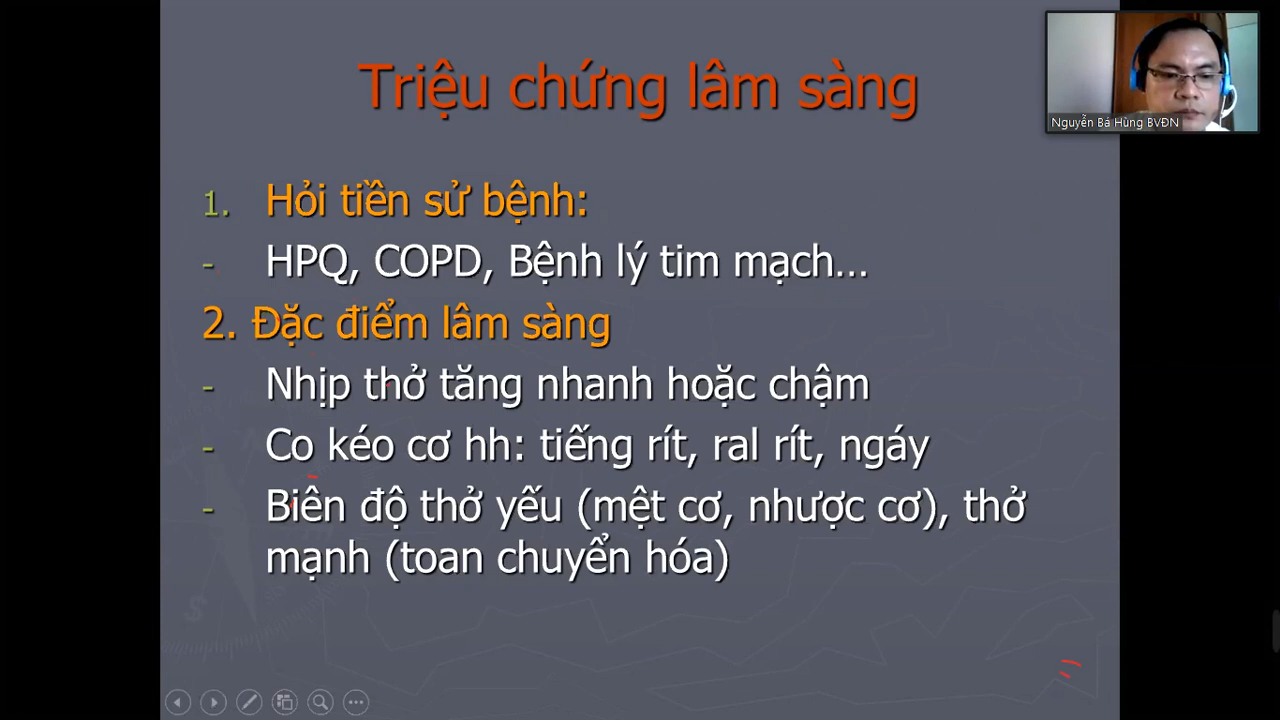 Triệu chứng lâm sàng
Nguyễn Bá Hùng BVĐN
1. Hỏi tiền sử bệnh:
- HPQ, COPD, Bệnh lý tim mạch...
2. Đặc điểm lâm sàng
- Nhịp thở tăng nhanh hoặc chậm
- Co kéo cơ hh: tiếng rít, ral rít, ngáy
- Biên độ thở yếu (mệt cơ, nhược cơ), thở
mạnh (toan chuyển hóa)